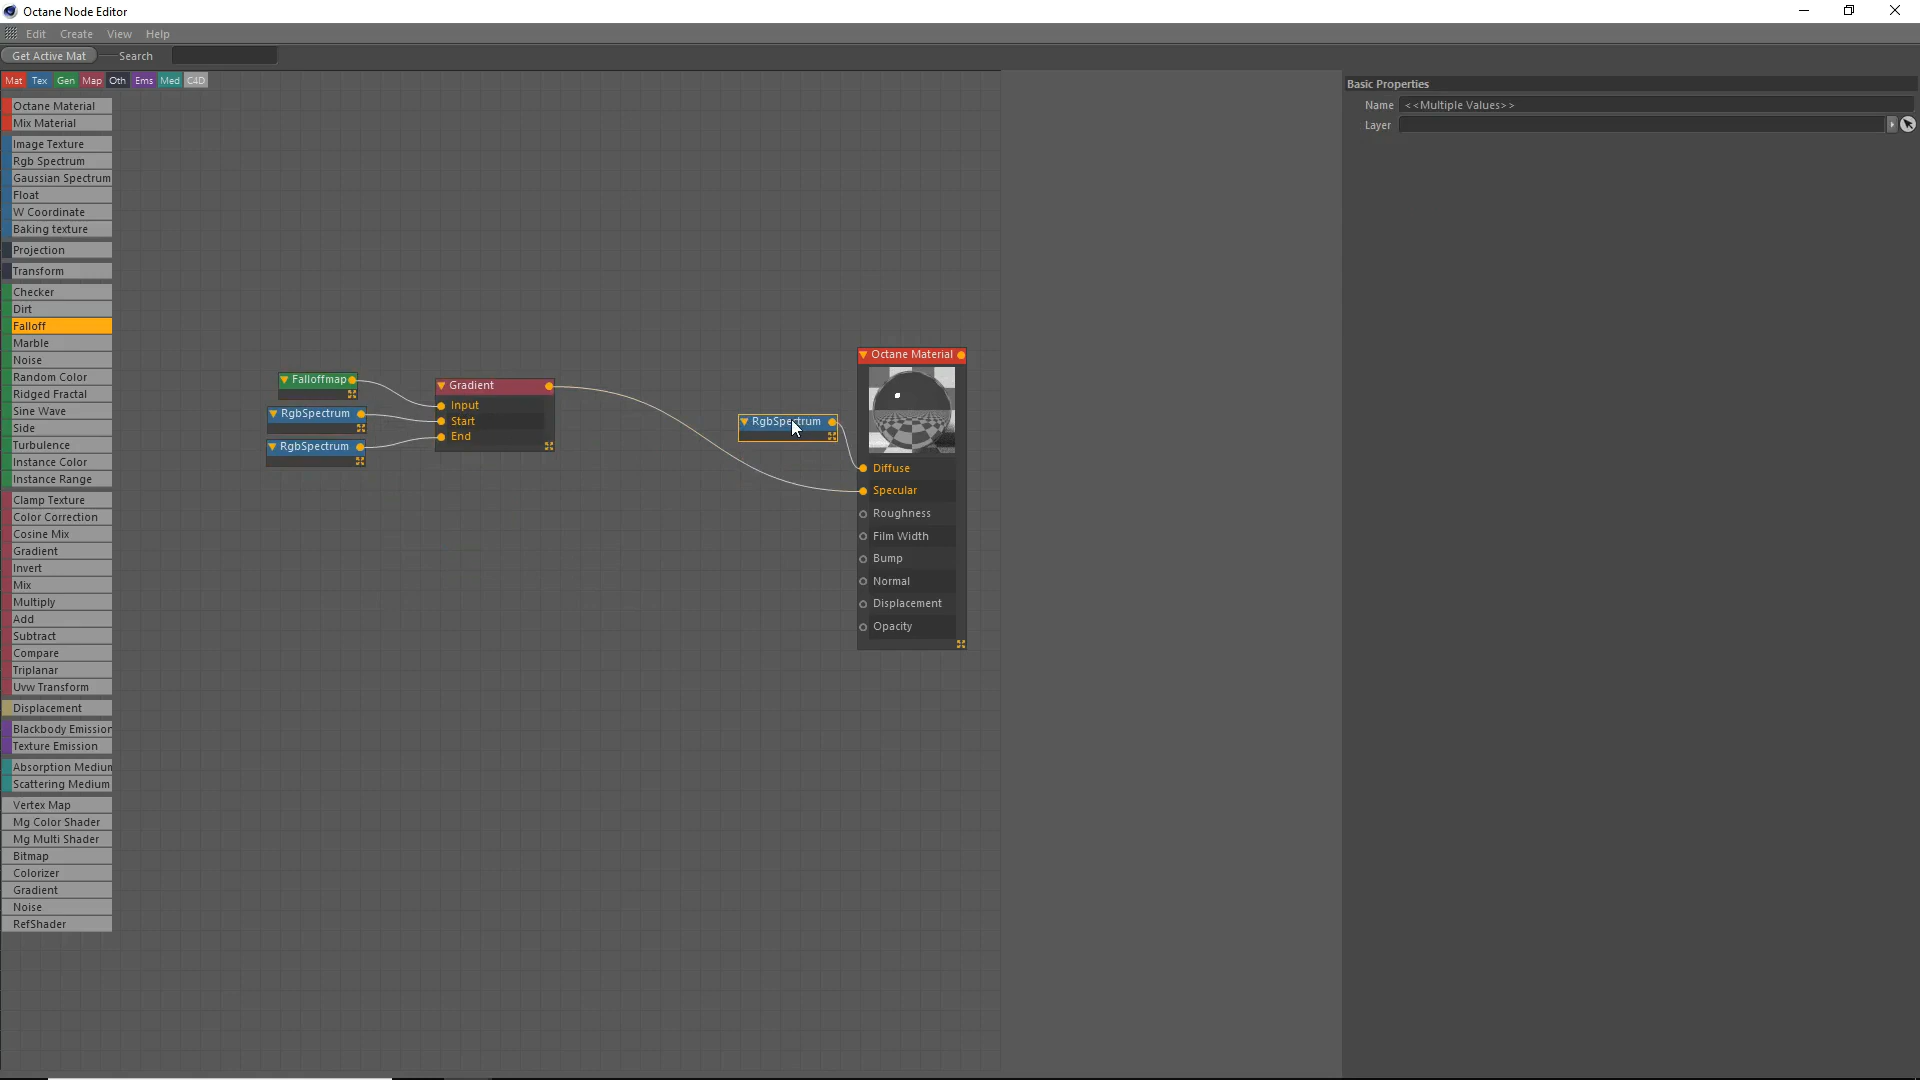 Octane Node Editor
Edit Create View Help
Get Active Mat Search
Mat Tex Gen Map Oth Ems Med C4D
Octane Material
Mix Material
Image Texture
Rgb Spectrum
Gaussian Spectrum
Float
W Coordinate
Baking texture
Projection
Transform
Checker
Dirt
Falloff
Marble
Noise
Random Color
Ridged Fractal
Sine Wave
Side
Turbulence
Instance Color
Instance Range
Clamp Texture
Color Correction
Cosine Mix
Gradient
Invert
Mix
Multiply
Add
Subtract
Compare
Triplanar
Uvw Transform
Displacement
Blackbody Emission
Texture Emission
Absorption Medium
Scattering Medium
Vertex Map
Mg Color Shader
Mg Multi Shader
Bitmap
Colorizer
Gradient
Noise
RefShader
Falloffmap
RgbSpectrum
RgbSpectrum
Gradient
Input
Start
End
RgbSpectrum
Octane Material
Diffuse
Specular
Roughness
Film Width
Bump
Normal
Displacement
Opacity
Basic Properties
Name <<Multiple Values>>
Layer